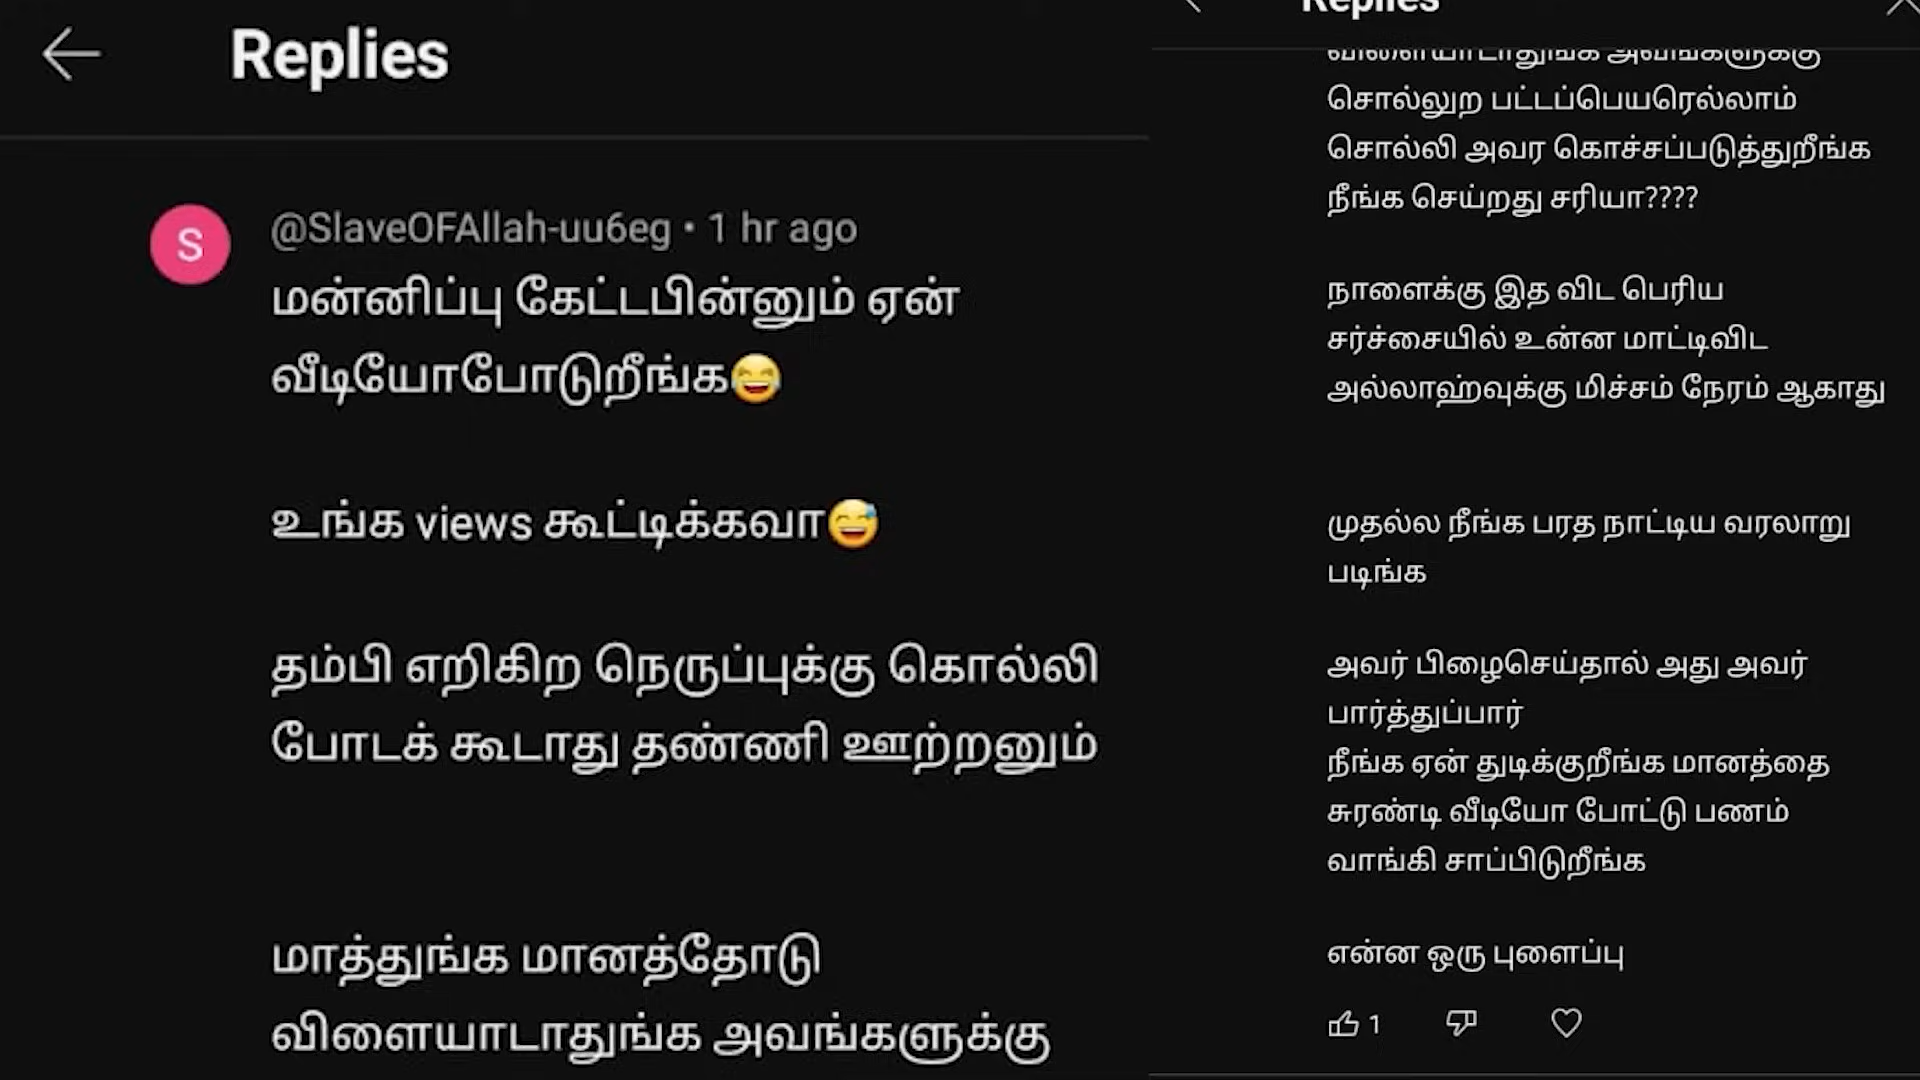 Replies
@SlaveOFAllah-uu6eg • 1 hr ago
மன்னிப்பு கேட்டபின்னும் ஏன்
வீடியோபோடுறீங்க😂
உங்க views கூட்டிக்கவா😅
தம்பி எறிகிற நெருப்புக்கு கொல்லி
போடக் கூடாது தண்ணி ஊற்றனும்
மாத்துங்க மானத்தோடு
விளையாடாதுங்க அவங்களுக்கு
Replies
விளையாடாதுங்க அவங்களுக்கு
சொல்லுற பட்டப்பெயரெல்லாம்
சொல்லி அவர கொச்சப்படுத்துறீங்க
நீங்க செய்றது சரியா????
நாளைக்கு இத விட பெரிய
சர்ச்சையில் உன்ன மாட்டிவிட
அல்லாஹ்வுக்கு மிச்சம் நேரம் ஆகாது
முதல்ல நீங்க பரத நாட்டிய வரலாறு
படிங்க
அவர் பிழைசெய்தால் அது அவர்
பார்த்துப்பார்
நீங்க ஏன் துடிக்குறீங்க மானத்தை
சுரண்டி வீடியோ போட்டு பணம்
வாங்கி சாப்பிடுறீங்க
என்ன ஒரு புளைப்பு
1